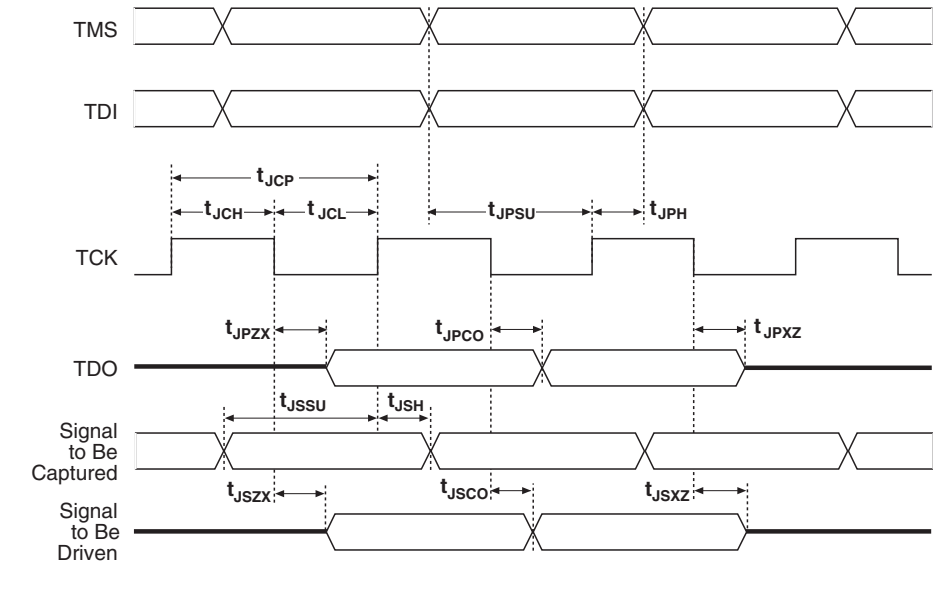 TMS
TDI
tJCP
tJCH
tJCL
tJPSU
tJPH
TCK
tJPZX
tJPCO
tJPXZ
TDO
tJSSU
tJSH
Signal
to Be
Captured
tJSZX
tJSCO
tJSXZ
Signal
to Be
Driven